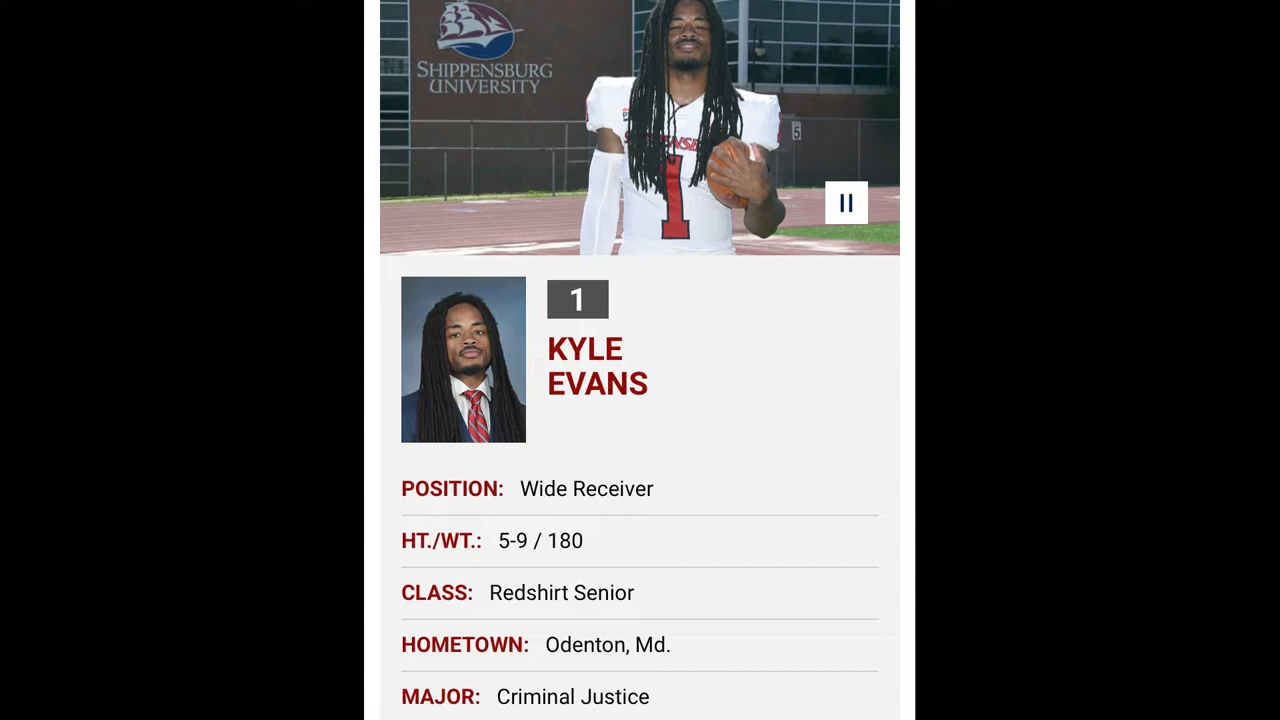 SHIPPENSBURG
UNIVERSITY
5
1
1
KYLE
EVANS
POSITION: Wide Receiver
HT./WT.: 5-9 / 180
CLASS: Redshirt Senior
HOMETOWN: Odenton, Md.
MAJOR: Criminal Justice